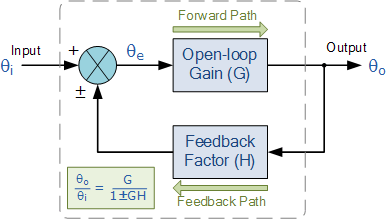 Forward Path
Input
θi
+
±
θe
Open-loop
Gain (G)
Output
θo
Feedback
Factor (H)
θo
θi
=
G
1±GH
Feedback Path